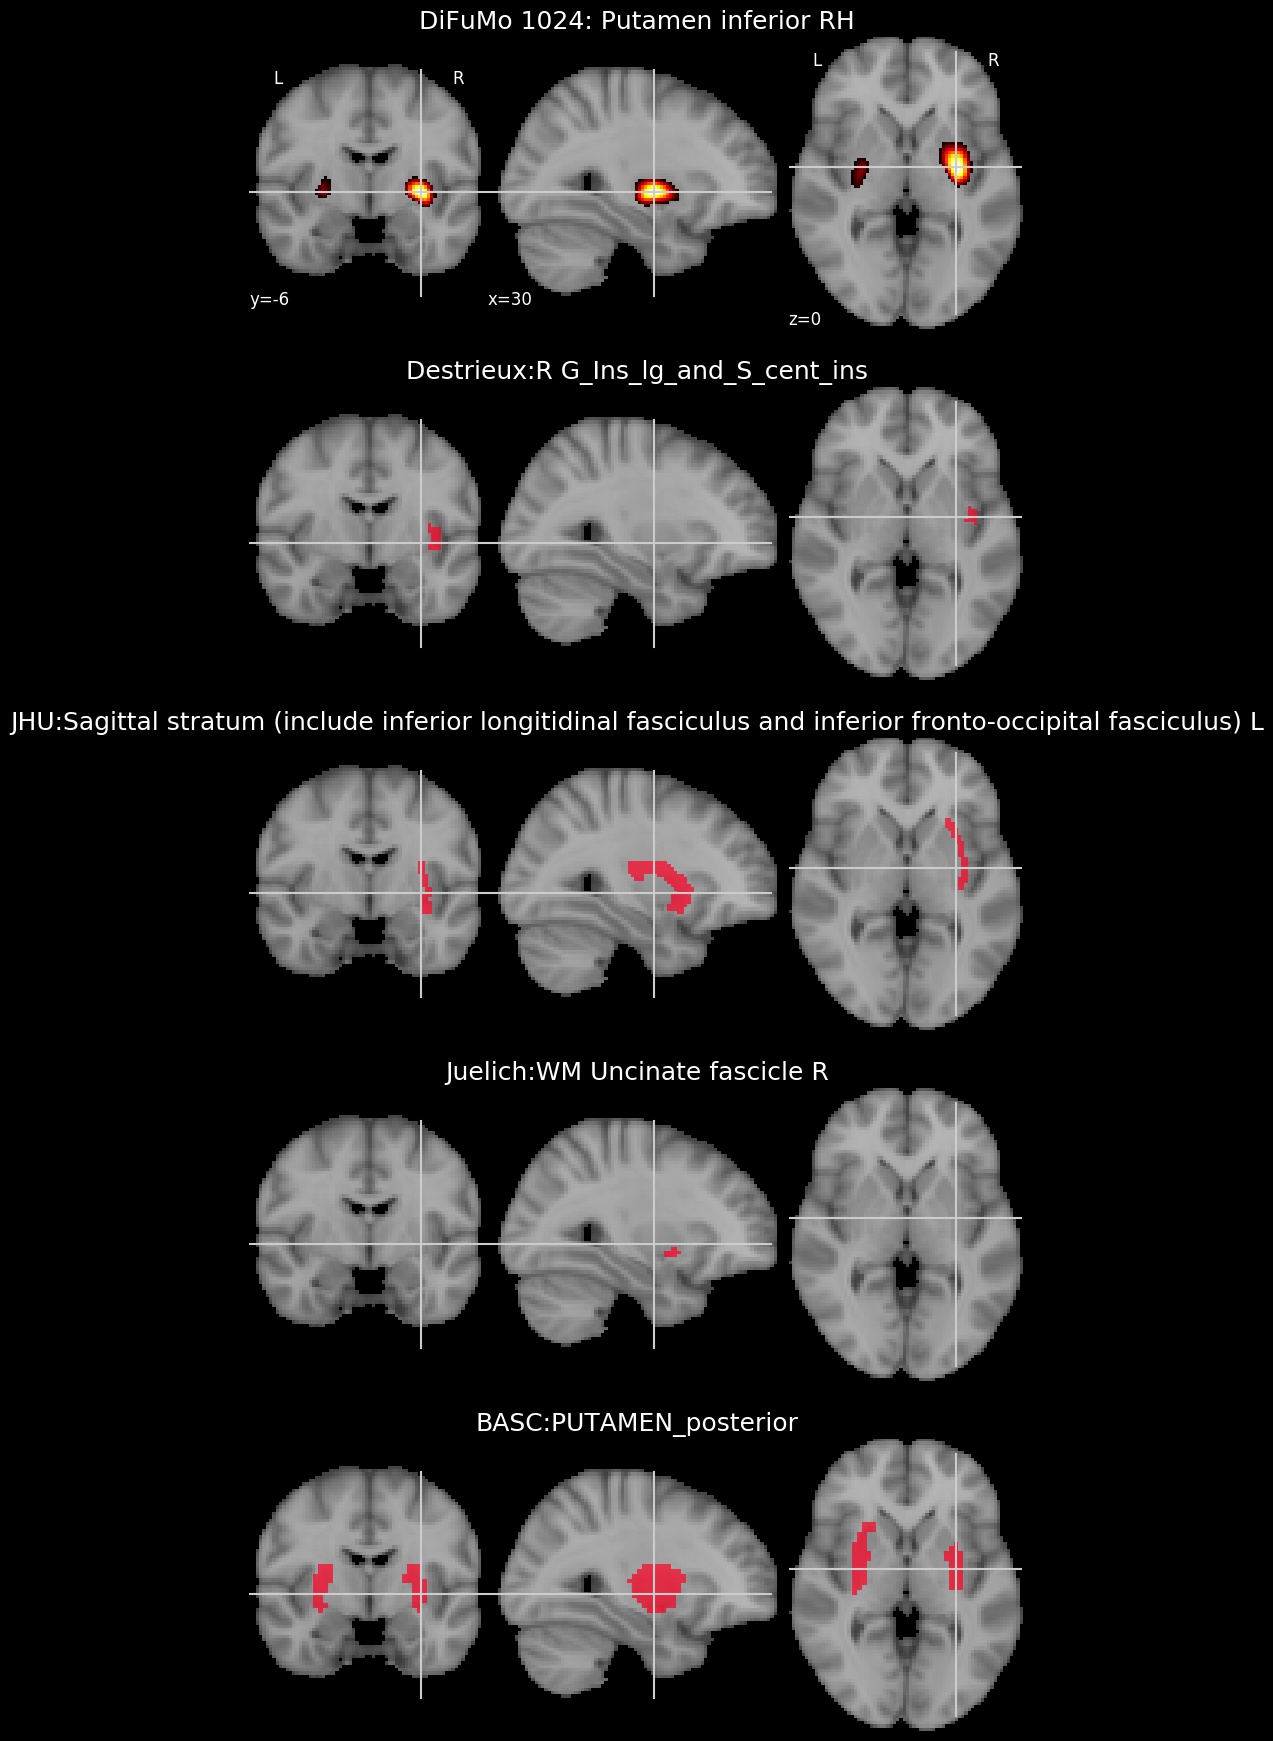 DiFuMo 1024: Putamen inferior RH
L R L R
y=-6 x=30 z=0
Destrieux:R G_Ins_lg_and_S_cent_ins
JHU:Sagittal stratum (include inferior longitidinal fasciculus and inferior fronto-occipital fasciculus) L
Juelich:WM Uncinate fascicle R
BASC:PUTAMEN_posterior